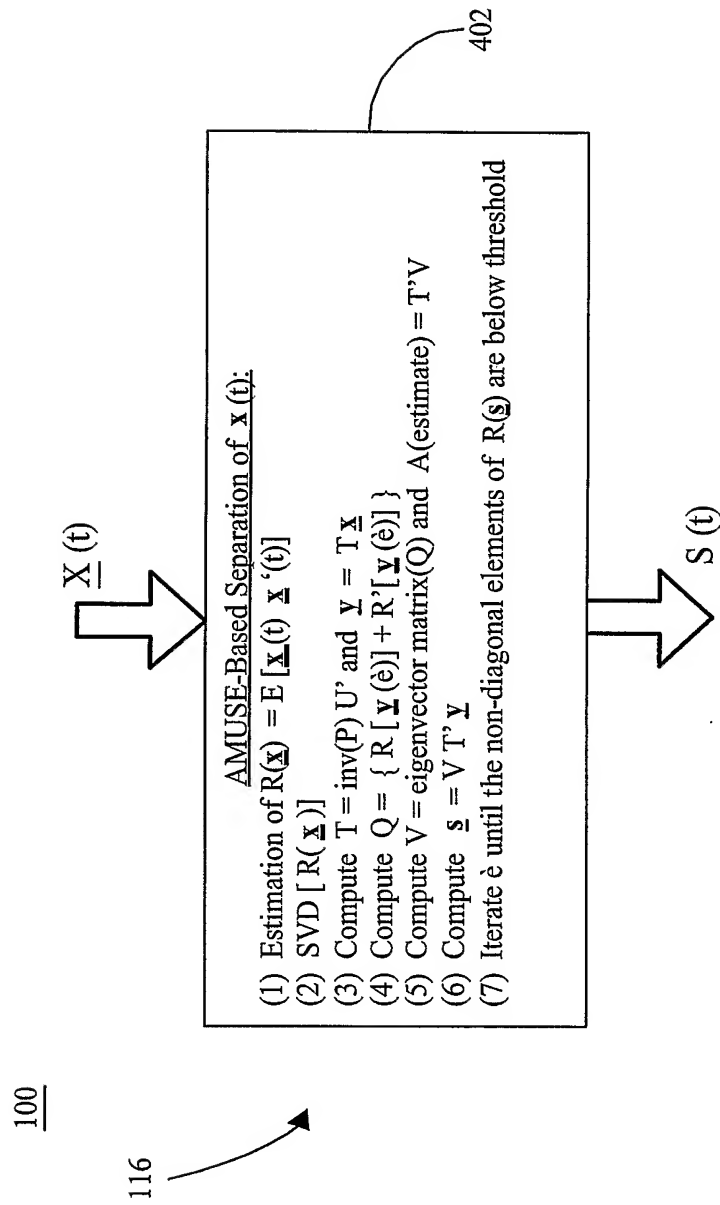 100
116
X (t)
AMUSE-Based Separation of x (t):
(1) Estimation of R(x) = E [x(t) x ‘(t)]
(2) SVD [ R( x )]
(3) Compute T = inv(P) U’ and y = T x
(4) Compute Q = { R [ y (è)] + R’[ y (è)] }
(5) Compute V = eigenvector matrix(Q) and A(estimate) = T’V
(6) Compute s = V T’ y
(7) Iterate è until the non-diagonal elements of R(s) are below threshold
402
S (t)